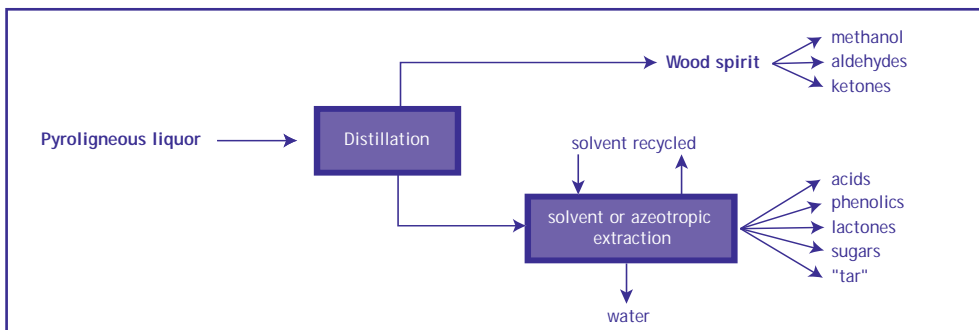 methanol
Wood spirit
aldehydes
ketones
Pyroligneous liquor
Distillation
solvent recycled
acids
phenolics
solvent or azeotropic
extraction
lactones
sugars
"tar"
water